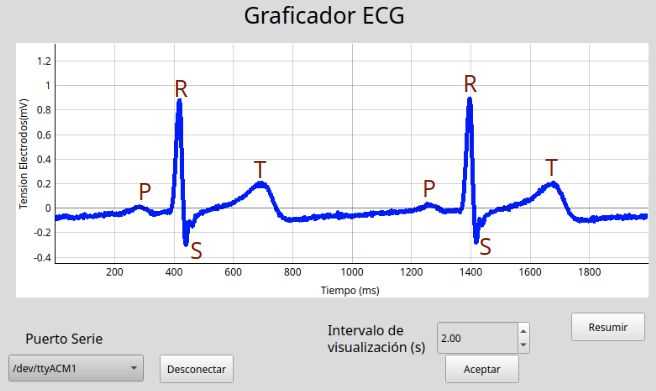 Graficador ECG
Tension Electrodos(mV)
1.2
1
0.8
0.6
0.4
0.2
0
-0.2
-0.4
R
P
T
S
R
P
T
S
200 400 600 800 1000 1200 1400 1600 1800
Tiempo (ms)
Puerto Serie
/dev/ttyACM1
Desconectar
Intervalo de
visualización (s)
2.00
Aceptar
Resumir